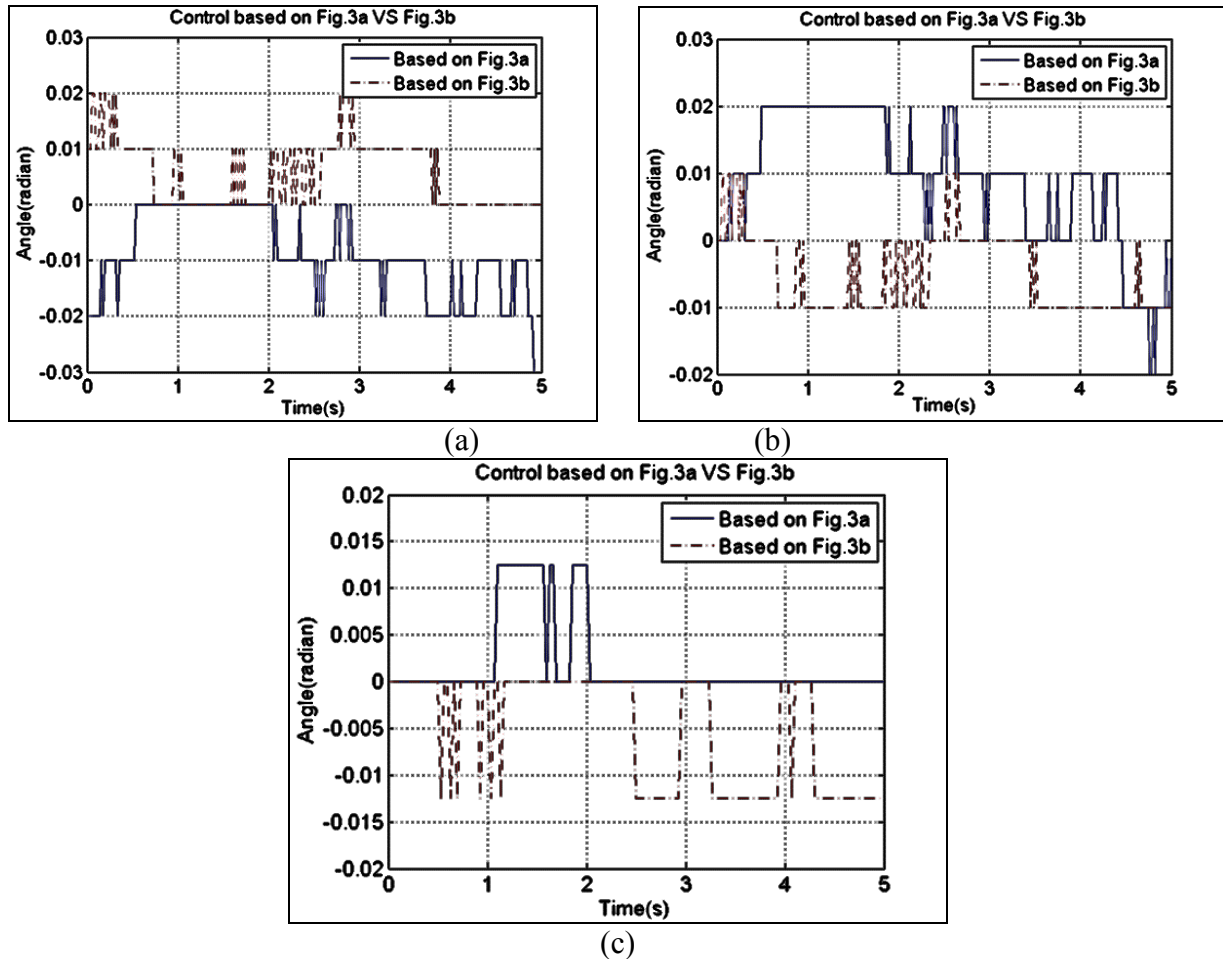 Control based on Fig.3a VS Fig.3b
Angle(radian)
0.03
0.02
0.01
0
-0.01
-0.02
-0.03
Based on Fig.3a
Based on Fig.3b
0 1 2 3 4 5
Time(s)
(a)
Control based on Fig.3a VS Fig.3b
Angle(radian)
0.03
0.02
0.01
0
-0.01
-0.02
Based on Fig.3a
Based on Fig.3b
0 1 2 3 4 5
Time(s)
(b)
Control based on Fig.3a VS Fig.3b
Angle(radian)
0.02
0.015
0.01
0.005
0
-0.005
-0.01
-0.015
-0.02
Based on Fig.3a
Based on Fig.3b
0 1 2 3 4 5
Time(s)
(c)